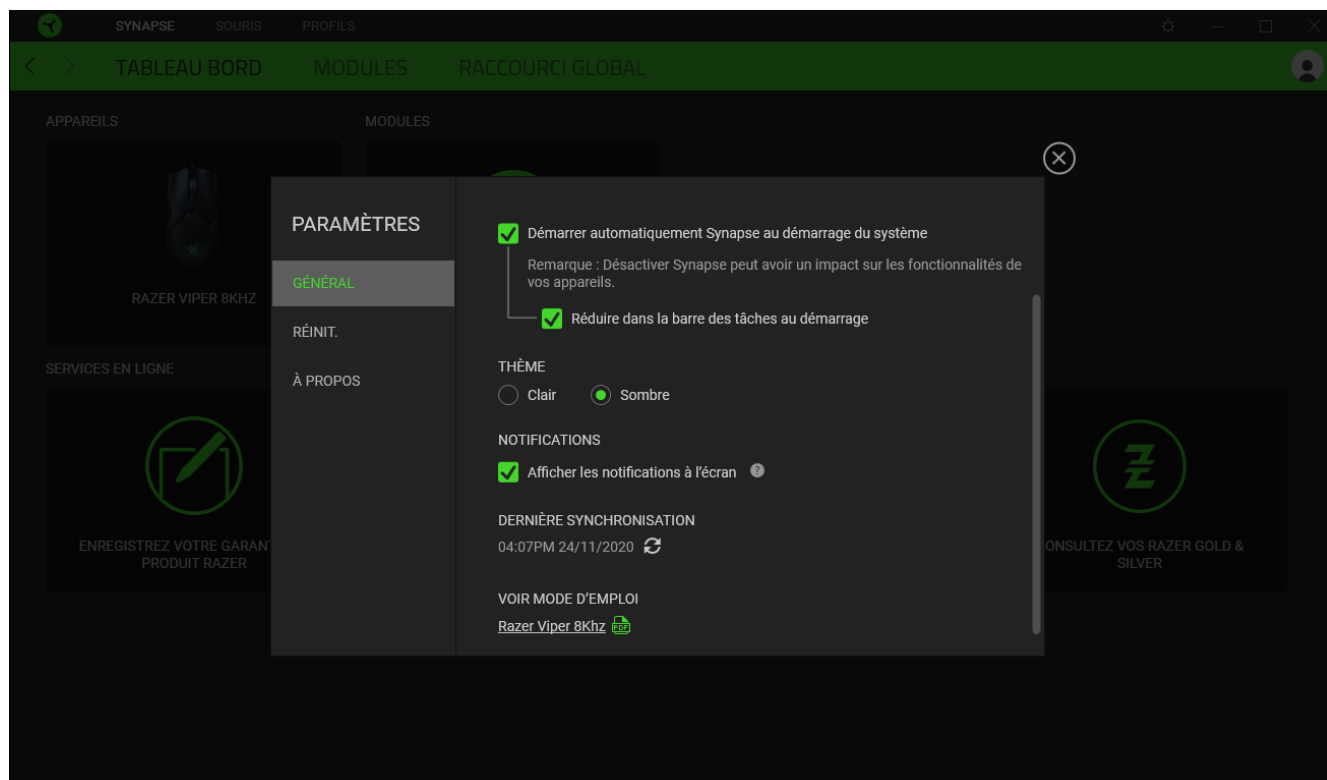 SYNAPSE SOURIS PROFILS
TABLEAU BORD MODULES RACCOURCI GLOBAL
APPAREILS MODULES
RAZER VIPER 8KHZ
SERVICES EN LIGNE
ENREGISTREZ VOTRE
PRODUIT RAZER
PARAMÈTRES
GÉNÉRAL
RÉINIT.
À PROPOS
Démarrer automatiquement Synapse au démarrage du système
Remarque : Désactiver Synapse peut avoir un impact sur les fonctionnalités de
vos appareils.
Réduire dans la barre des tâches au démarrage
THÈME
Clair Sombre
NOTIFICATIONS
Afficher les notifications à l'écran ?
DERNIÈRE SYNCHRONISATION
04:07PM 24/11/2020
VOIR MODE D'EMPLOI
Razer Viper 8Khz PDF
VOS RAZER GOLD &
SILVER